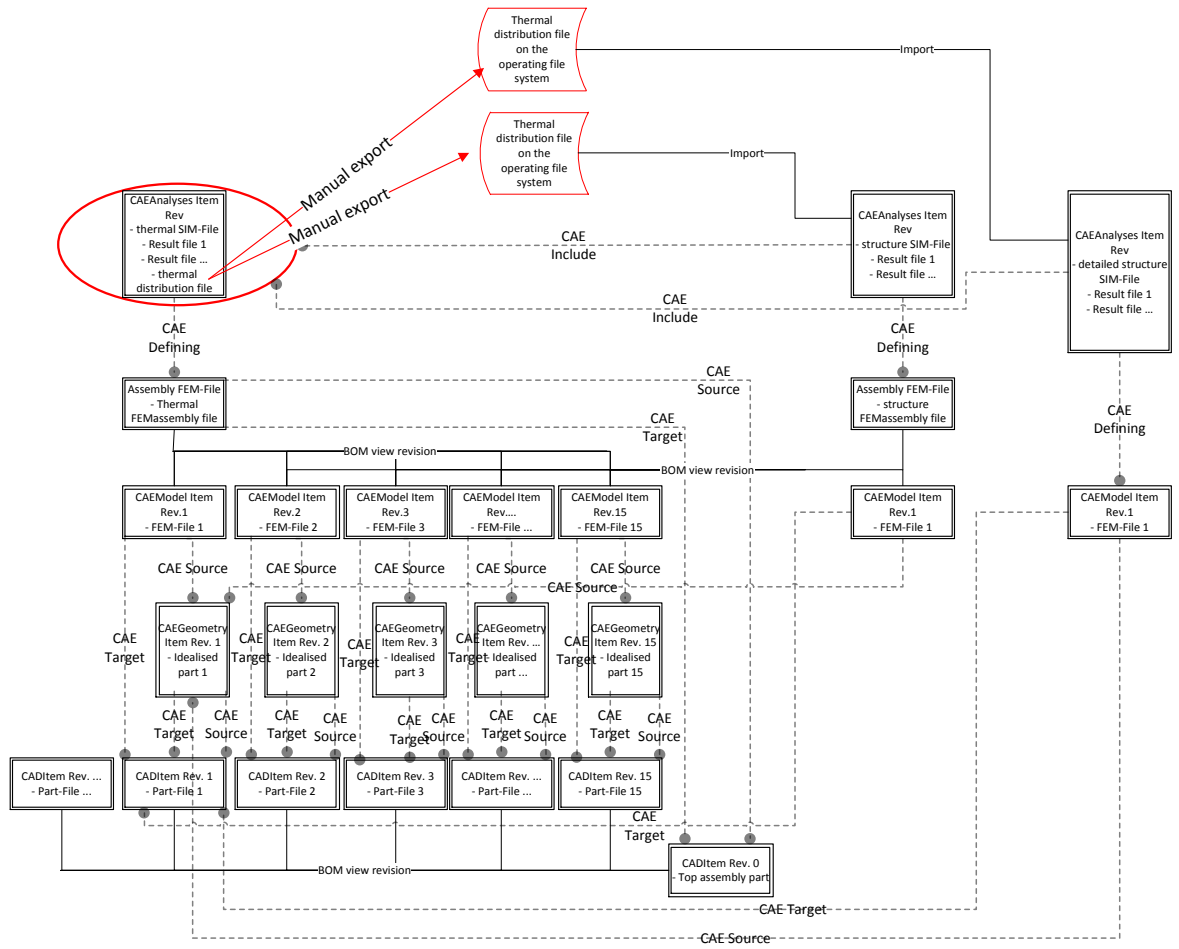 Thermal
distribution file
on the
operating file
system
Import
Thermal
distribution file
on the
operating file
system
Import
Manual export
Manual export
CAEAnalyses Item
Rev
- thermal SIM-File
- Result file 1
- Result file ...
- thermal
distribution file
CAEAnalyses Item
Rev
- structure SIM-File
- Result file 1
- Result file ...
CAEAnalyses Item
Rev
- detailed structure
SIM-File
- Result file 1
- Result file ...
CAE
Include
CAE
Include
CAE
Defining
CAE
Defining
CAE
Defining
Assembly FEM-File
- Thermal
FEMassembly file
CAE
Source
CAE
Target
Assembly FEM-File
- structure
FEMassembly file
BOM view revision
BOM view revision
CAEModel Item
Rev.1
- FEM-File 1
CAEModel Item
Rev.2
- FEM-File 2
CAEModel Item
Rev.3
- FEM-File 3
CAEModel Item
Rev....
- FEM-File ...
CAEModel Item
Rev.15
- FEM-File 15
CAEModel Item
Rev.1
- FEM-File 1
CAEModel Item
Rev.1
- FEM-File 1
CAE Source
CAE Source
CAE Source
CAE Source
CAE Source
CAE Source
CAE
Target
CAE
Target
CAE
Target
CAE
Target
CAE
Target
CAEGeometry
Item Rev. 1
- Idealised
part 1
CAEGeometry
Item Rev. 2
- Idealised
part 2
CAEGeometry
Item Rev. 3
- Idealised
part 3
CAEGeometry
Item Rev. ...
- Idealised
part ...
CAEGeometry
Item Rev. 15
- Idealised
part 15
CAE
Target
CAE
Source
CAE
Target
CAE
Source
CAE
Target
CAE
Source
CAE
Target
CAE
Source
CAE
Target
CAE
Source
CADItem Rev. ...
- Part-File ...
CADItem Rev. 1
- Part-File 1
CADItem Rev. 2
- Part-File 2
CADItem Rev. 3
- Part-File 3
CADItem Rev. ...
- Part-File ...
CADItem Rev. 15
- Part-File 15
CAE
Target
BOM view revision
CADItem Rev. 0
- Top assembly part
CAE Target
CAE Source